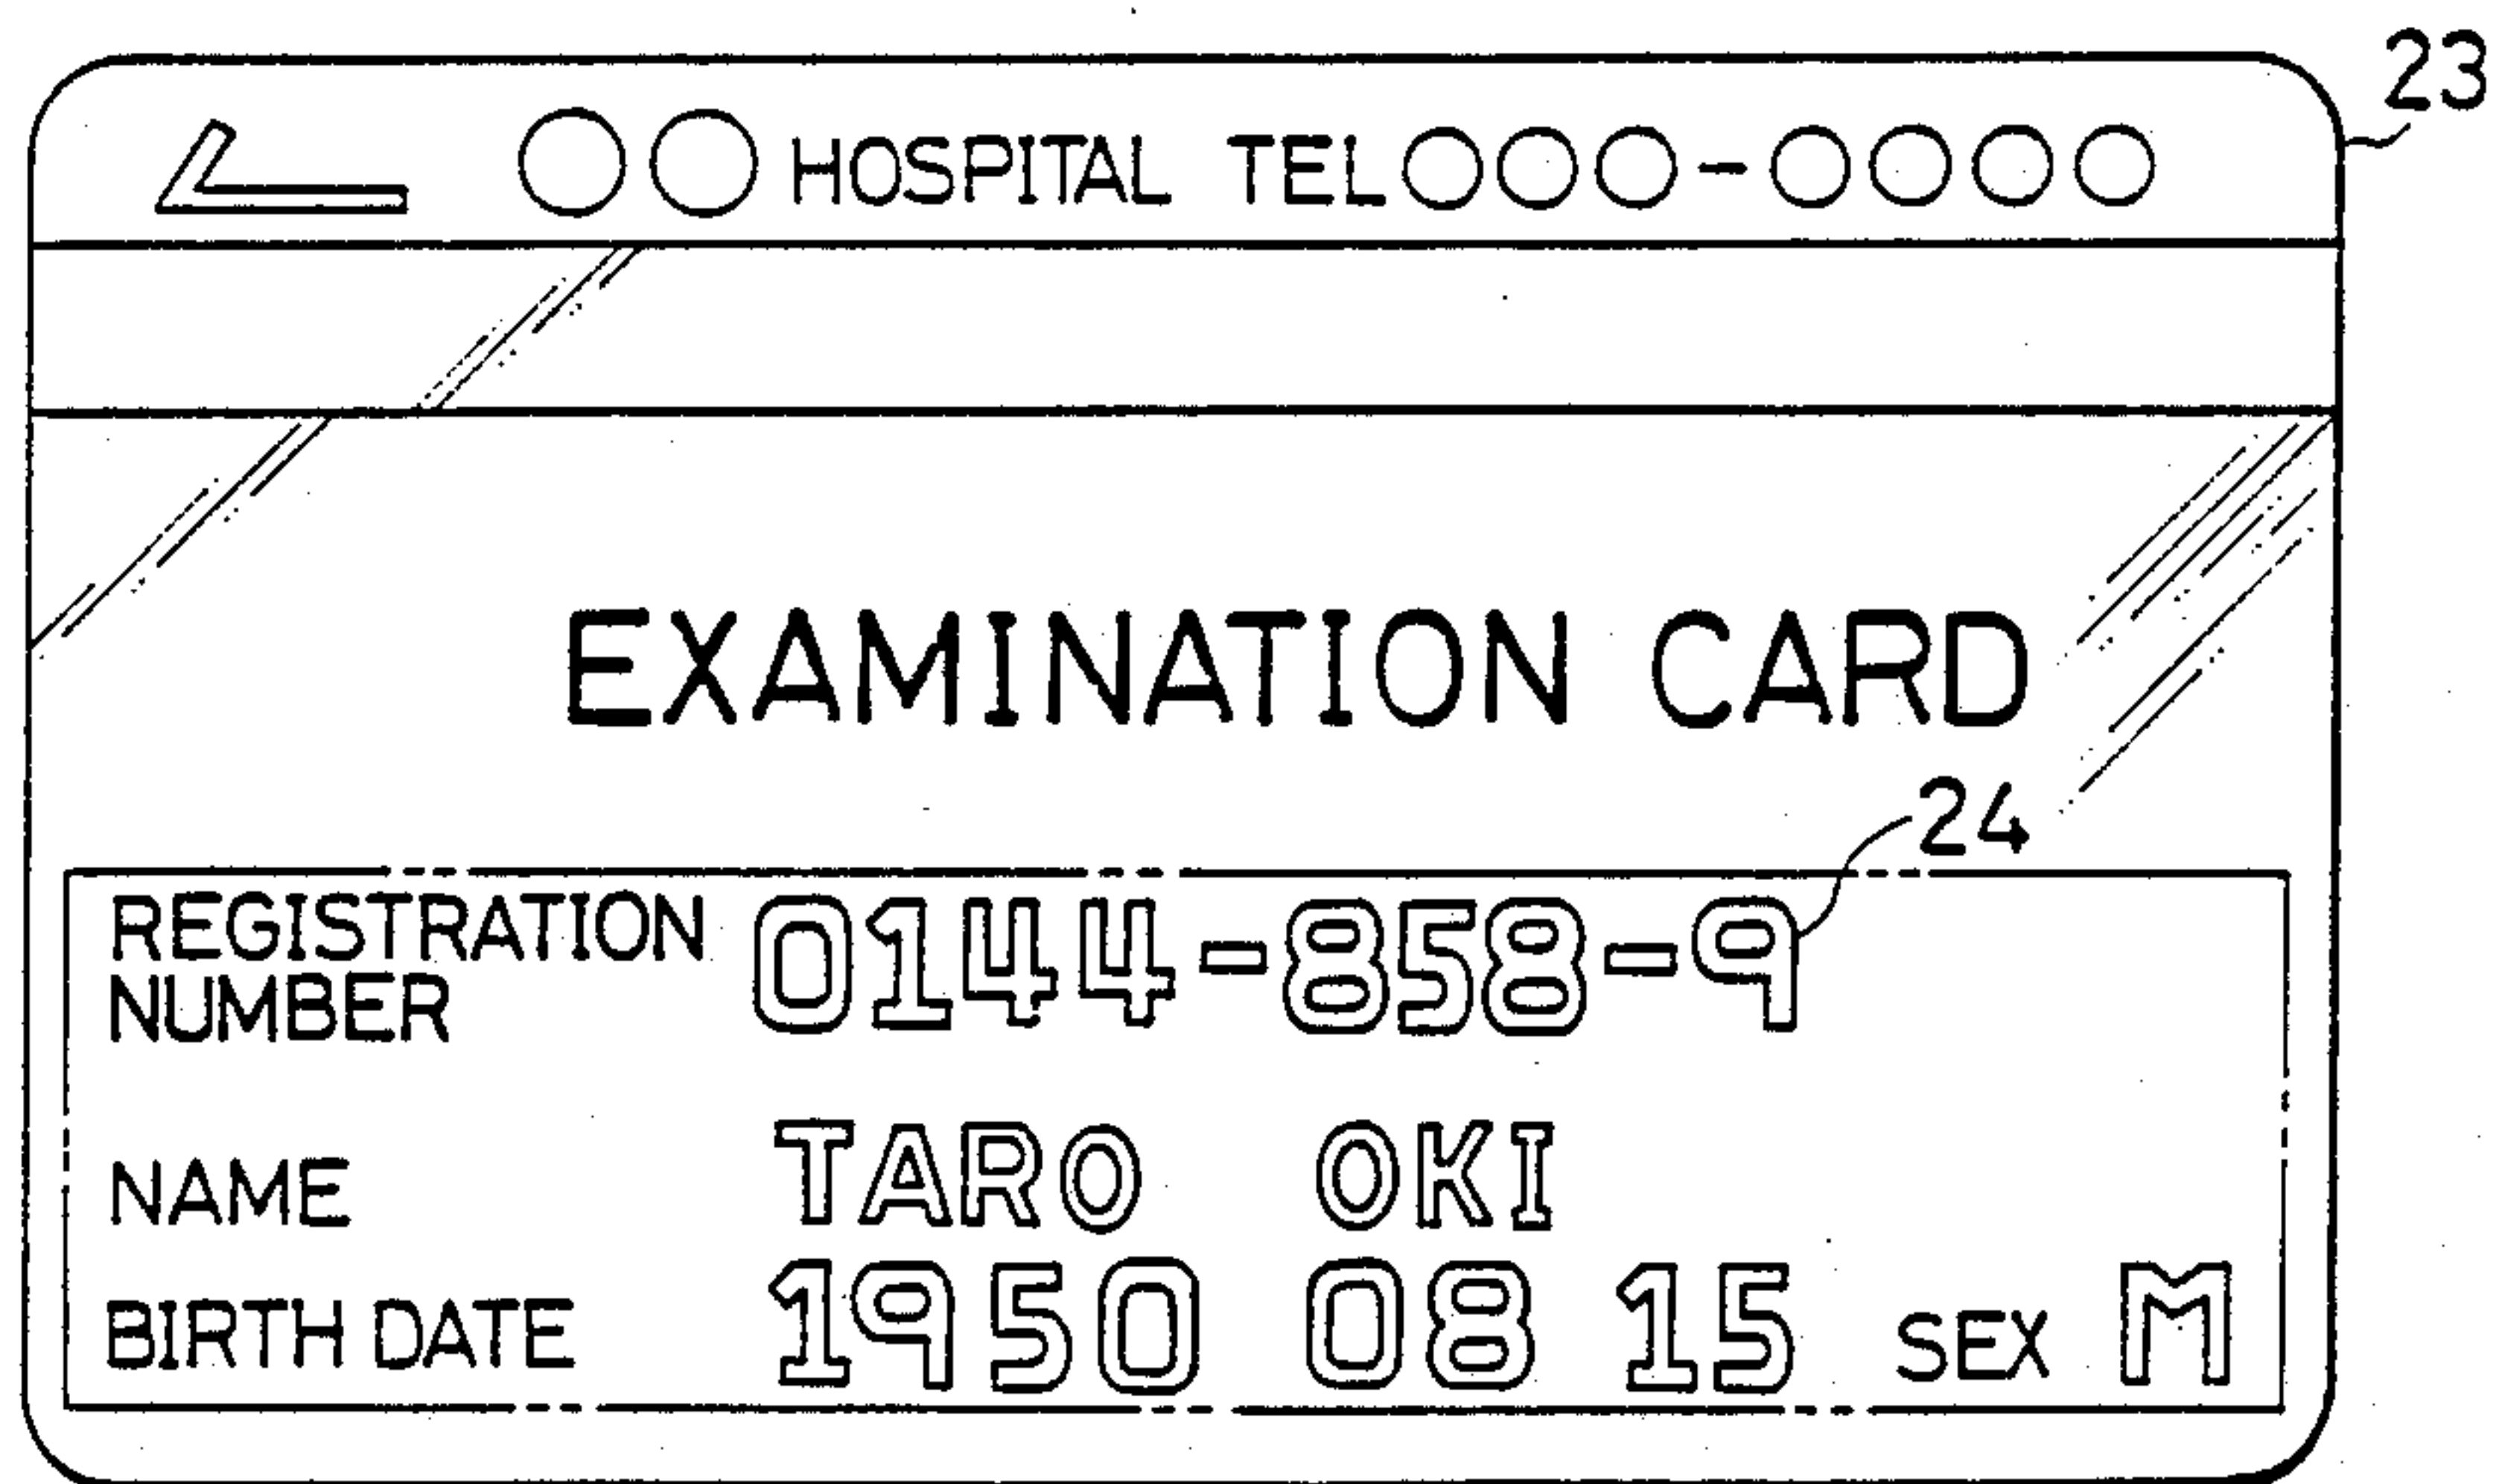 23
○○ HOSPITAL TEL ○○○-○○○○
EXAMINATION CARD
24
REGISTRATION NUMBER 0144-858-9
NAME TARO OKI
BIRTH DATE 1950 08 15 SEX M